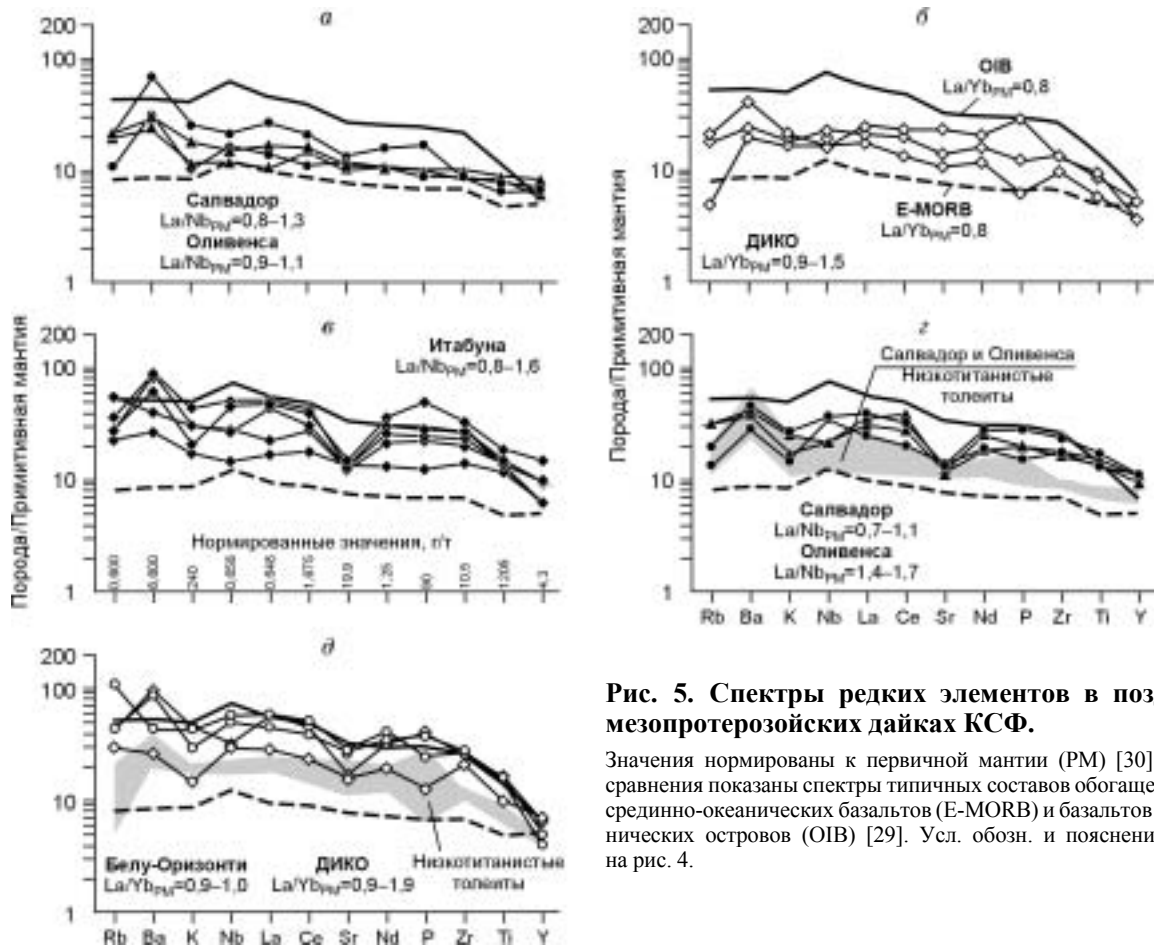 а
200
100
10
1
Салвадор
La/Nb_PM=0,8–1,3
Оливенса
La/Nb_PM=0,9–1,1
б
200
100
10
1
OIB
La/Yb_PM=0,8
E-MORB
La/Yb_PM=0,8
ДИКО
La/Yb_PM=0,9–1,5
Порода/Примитивная мантия
в
200
100
10
1
Итабуна
La/Nb_PM=0,8–1,6
Нормированные значения, г/т
240
10,5
4,3
Порода/Примитивная мантия
г
200
100
10
1
Салвадор и Оливенса
Низкотитанистые
толеиты
Салвадор
La/Nb_PM=0,7–1,1
Оливенса
La/Nb_PM=1,4–1,7
Rb Ba K Nb La Ce Sr Nd P Zr Ti Y
д
200
100
10
1
Белу-Оризонти
La/Yb_PM=0,9–1,0
ДИКО
La/Yb_PM=0,9–1,9
Низкотитанистые
толеиты
Rb Ba K Nb La Ce Sr Nd P Zr Ti Y
Рис. 5. Спектры редких элементов в позд
мезопротерозойских дайках КСФ.
Значения нормированы к первичной мантии (PM) [30]
сравнения показаны спектры типичных составов обогаще
срединно-океанических базальтов (E-MORB) и базальтов
нических островов (OIB) [29]. Усл. обозн. и пояснени
на рис. 4.